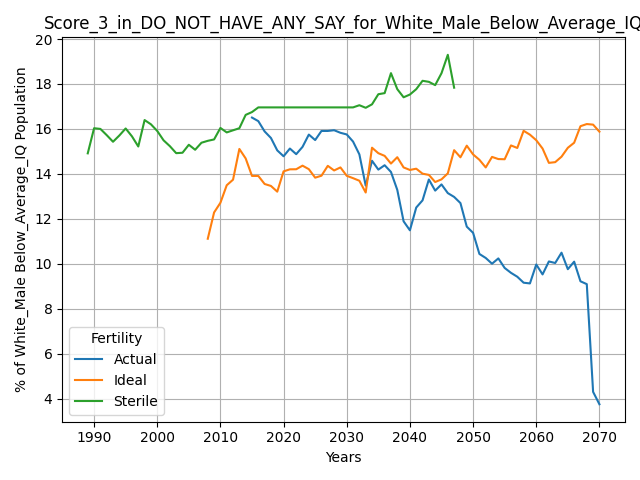 Score_3_in_DO_NOT_HAVE_ANY_SAY_for_White_Male_Below_Average_IQ
20
18
16
14
12
10
8
6
4
% of White_Male Below_Average_IQ Population
Fertility
Actual
Ideal
Sterile
1990 2000 2010 2020 2030 2040 2050 2060 2070
Years